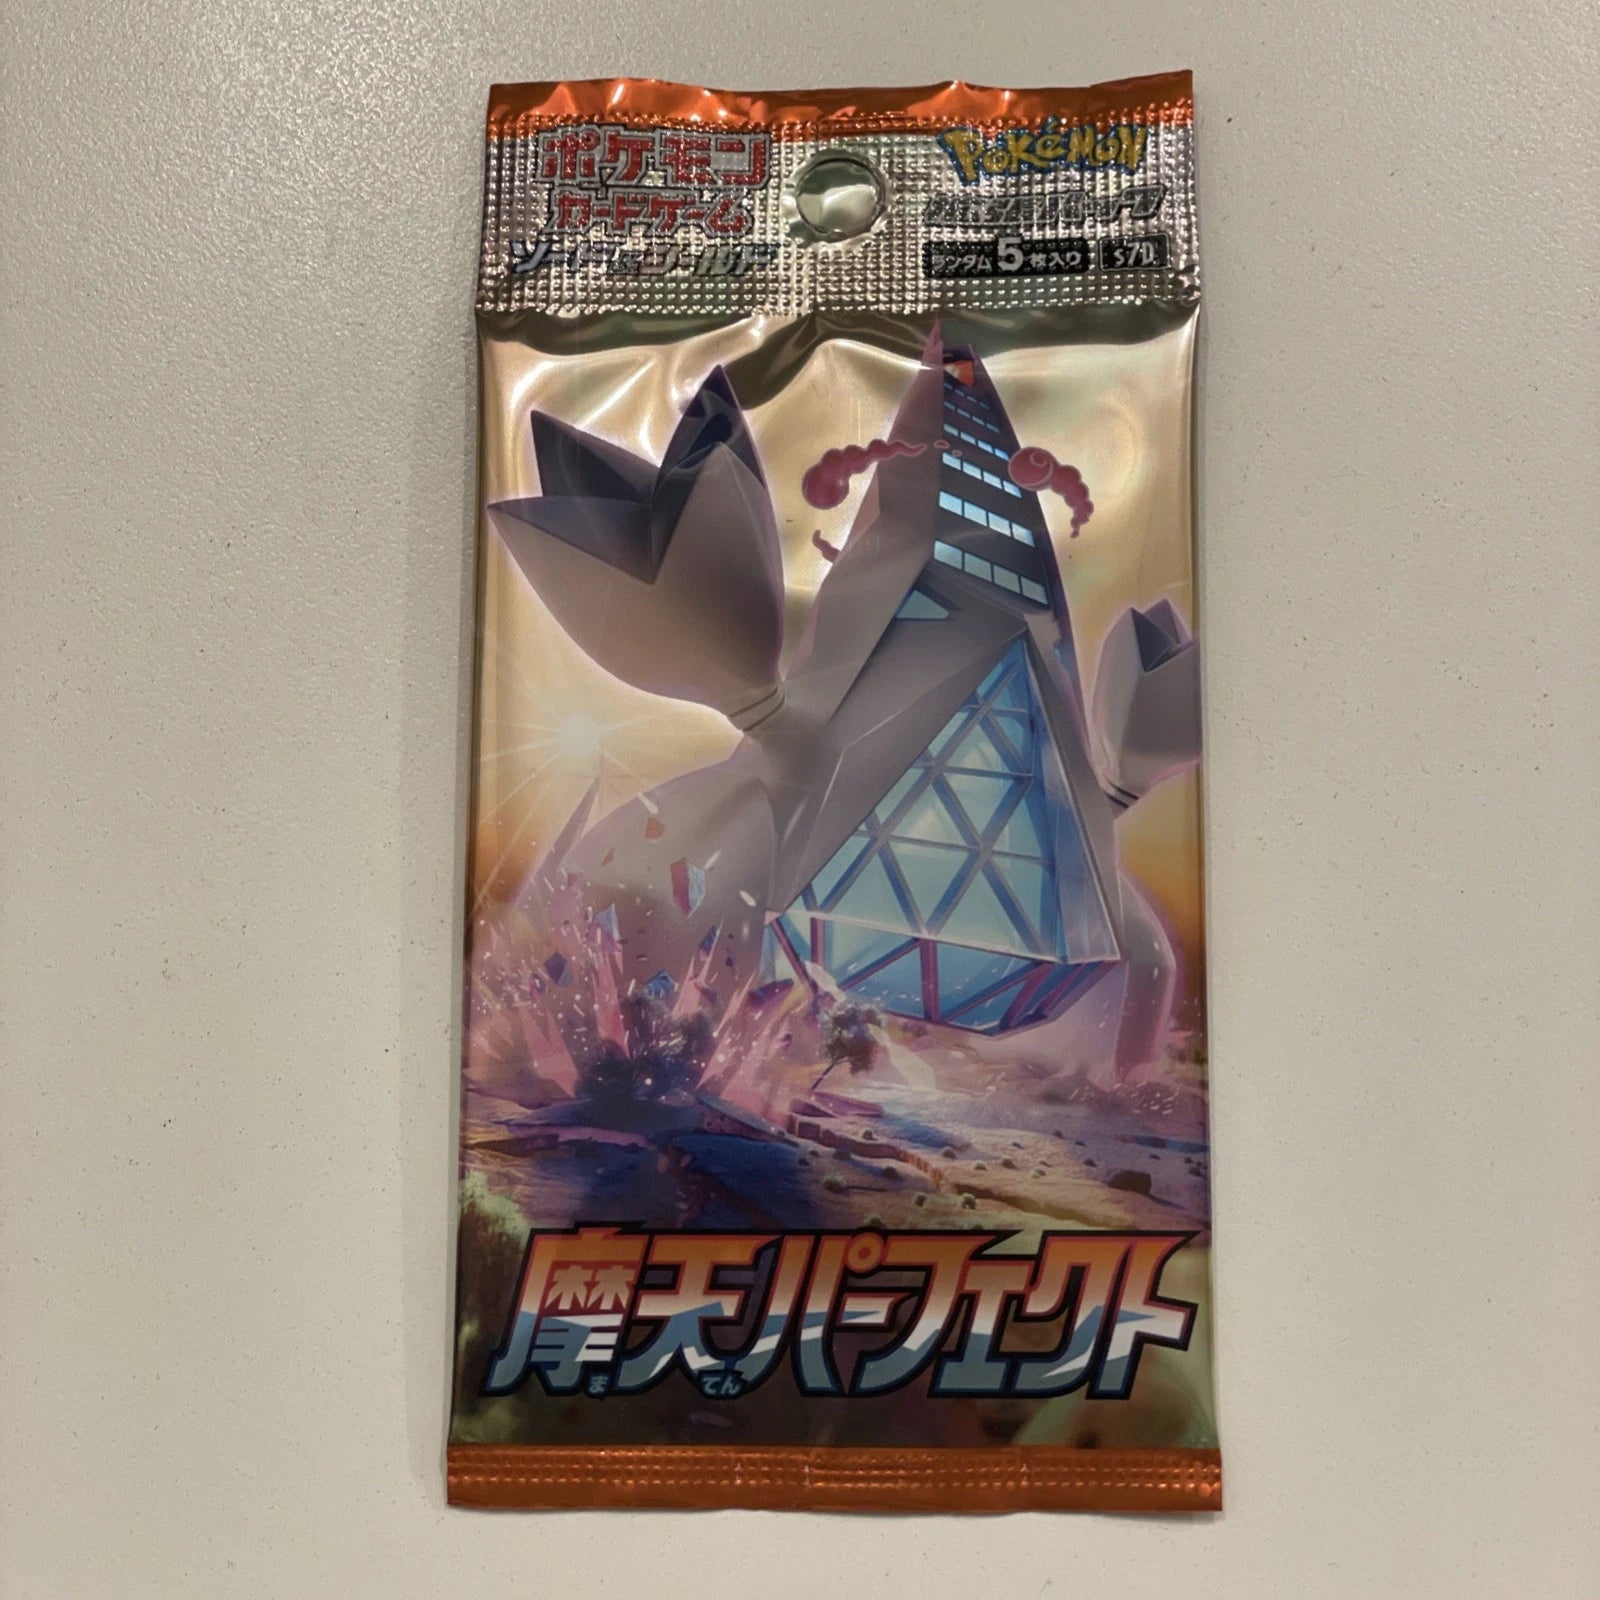 ポケモン
カードゲーム
ソード&シールド
POKéMON
拡張パック
ランダム5枚入り S7D
摩天パーフェクト
ま てん